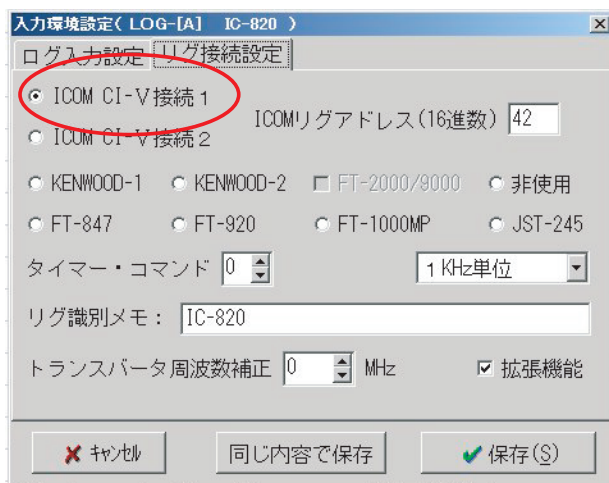 入力環境設定( LOG-[A] IC-820 )
ログ入力設定 リグ接続設定
ICOM CI-V接続1
ICOMリグアドレス(16進数) 42
ICOM CI-V接続2
KENWOOD-1 KENWOOD-2 FT-2000/9000 非使用
FT-847 FT-920 FT-1000MP JST-245
タイマー・コマンド 0 1 KHz単位
リグ識別メモ: IC-820
トランスバータ周波数補正 0 MHz 拡張機能
キャンセル 同じ内容で保存 保存(S)